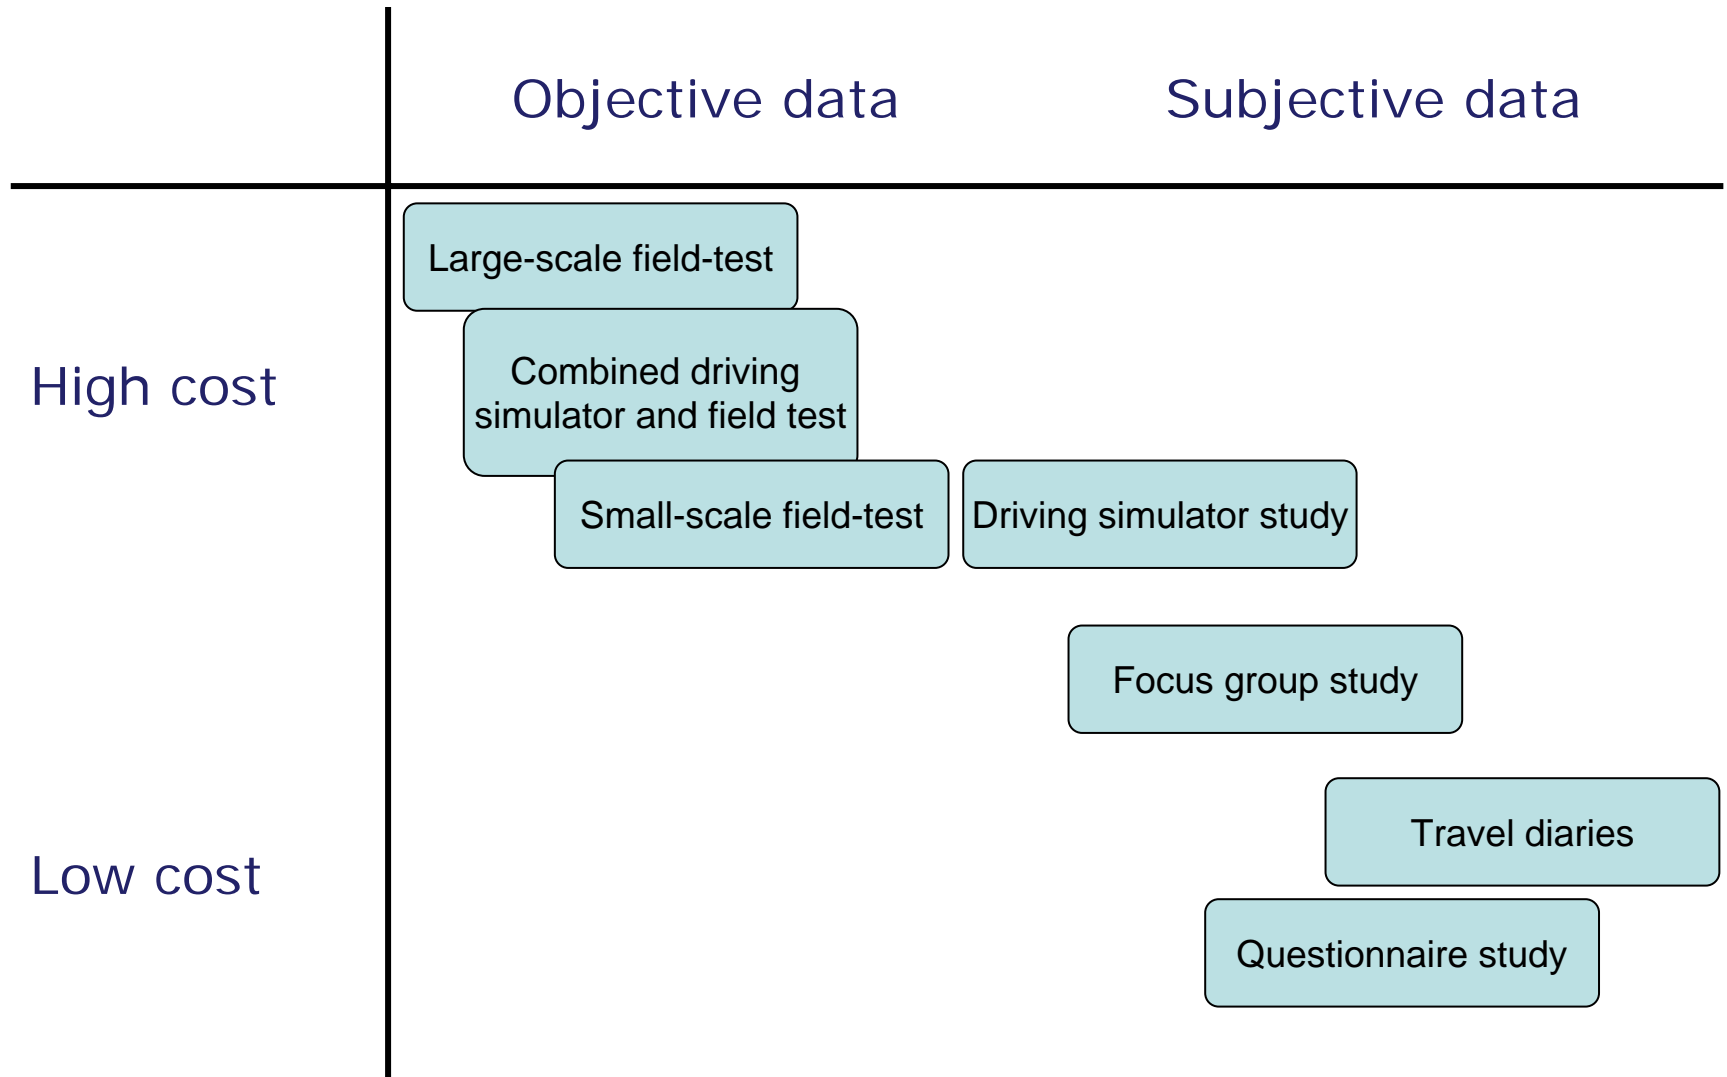 Objective data
Subjective data
Large-scale field-test
High cost
Combined driving
simulator and field test
Small-scale field-test
Driving simulator study
Focus group study
Travel diaries
Low cost
Questionnaire study